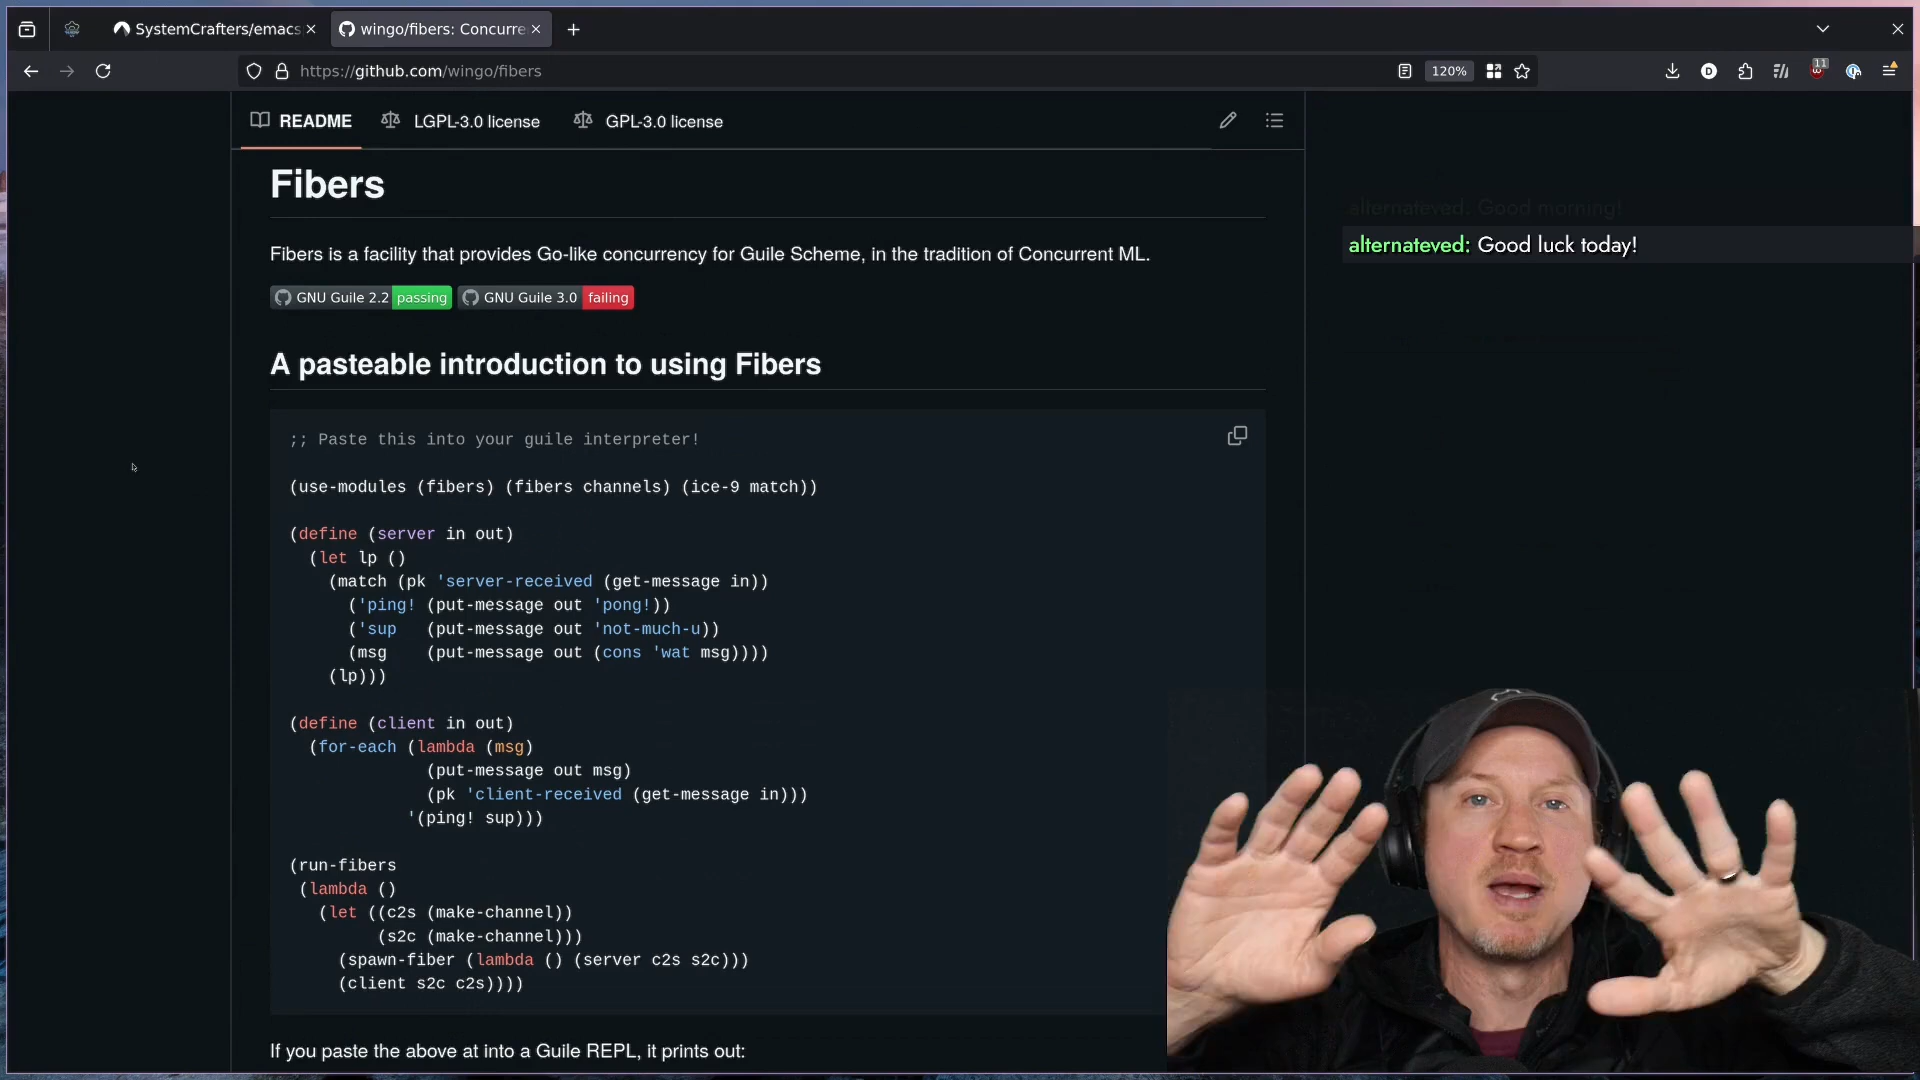 SystemCrafters/emacs
wingo/fibers: Concurre
https://github.com/wingo/fibers
120%
11
README
LGPL-3.0 license
GPL-3.0 license
Fibers
Fibers is a facility that provides Go-like concurrency for Guile Scheme, in the tradition of Concurrent ML.
GNU Guile 2.2 passing
GNU Guile 3.0 failing
A pasteable introduction to using Fibers
;; Paste this into your guile interpreter!
(use-modules (fibers) (fibers channels) (ice-9 match))
(define (server in out)
(let lp ()
(match (pk 'server-received (get-message in))
('ping! (put-message out 'pong!))
('sup (put-message out 'not-much-u))
(msg (put-message out (cons 'wat msg))))
(lp)))
(define (client in out)
(for-each (lambda (msg)
(put-message out msg)
(pk 'client-received (get-message in)))
'(ping! sup)))
(run-fibers
(lambda ()
(let ((c2s (make-channel))
(s2c (make-channel)))
(spawn-fiber (lambda () (server c2s s2c)))
(client s2c c2s))))
If you paste the above at into a Guile REPL, it prints out:
alternateved: Good morning!
alternateved: Good luck today!